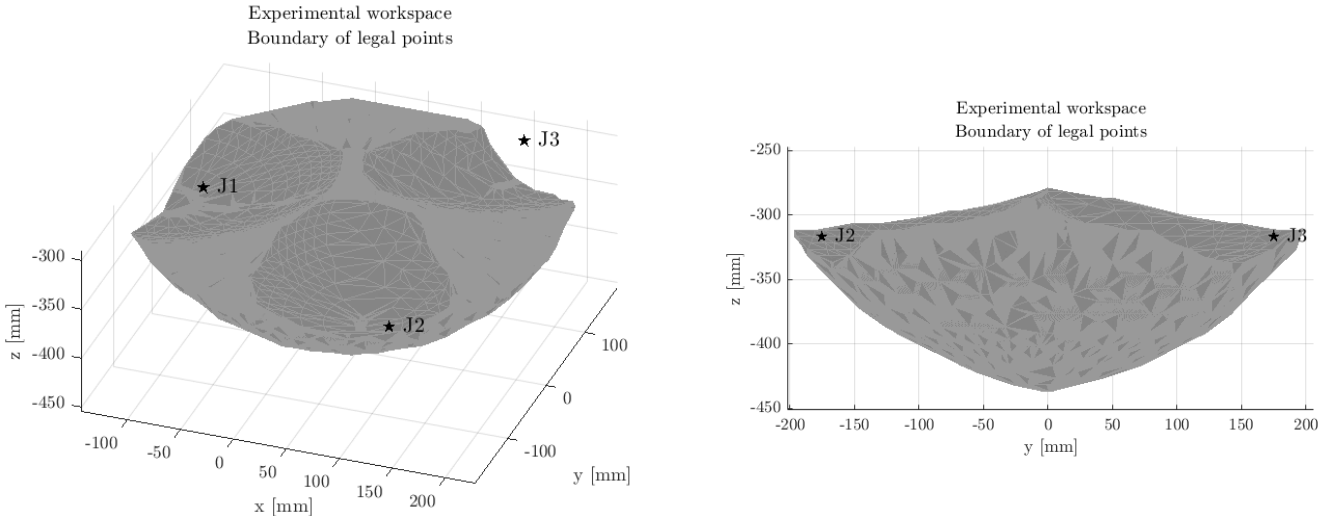 Experimental workspace
Boundary of legal points
J3
J1
J2
-300
-350
-400
-450
z [mm]
-100
-50
0
50
100
150
200
x [mm]
-100
0
100
y [mm]
Experimental workspace
Boundary of legal points
-250
-300
-350
-400
-450
z [mm]
J2
J3
-200
-150
-100
-50
0
50
100
150
200
y [mm]